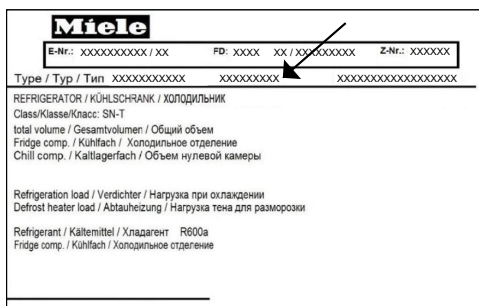 Miele
E-Nr.: XXXXXXXXXX / XX FD: XXXX XX / XXXXXXXXX Z-Nr.: XXXXXX
Type / Typ / Тип XXXXXXXXXXX XXXXXXXXX XXXXXXXXXXXXXXXXX
REFRIGERATOR / KÜHLSCHRANK / ХОЛОДИЛЬНИК
Class/Klasse/Класс: SN-T
total volume / Gesamtvolumen / Общий объем
Fridge comp. / Kühlfach / Холодильное отделение
Chill comp. / Kaltlagerfach / Объем нулевой камеры
Refrigeration load / Verdichter / Нагрузка при охлаждении
Defrost heater load / Abtauheizung / Нагрузка тена для разморозки
Refrigerant / Kältemittel / Хладагент R600a
Fridge comp. / Kühlfach / Холодильное отделение